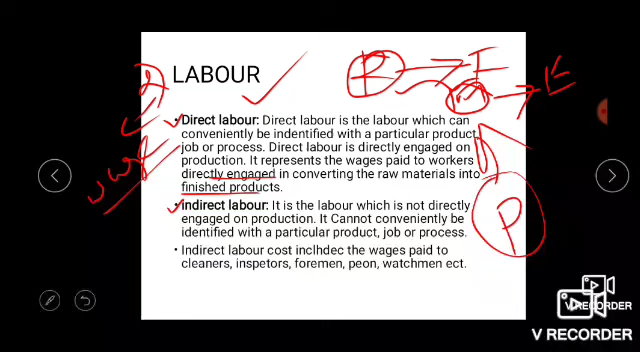 2)
LABOUR
R
F
F
• Direct labour: Direct labour is the labour which can
conveniently be indentified with a particular product,
job or process. Direct labour is directly engaged on
production. It represents the wages paid to workers
directly engaged in converting the raw materials into
finished products.
• Indirect labour: It is the labour which is not directly
engaged on production. It Cannot conveniently be
identified with a particular product, job or process.
• Indirect labour cost inclhdec the wages paid to
cleaners, inspetors, foremen, peon, watchmen ect.
P
V RECORDER
V RECORDER